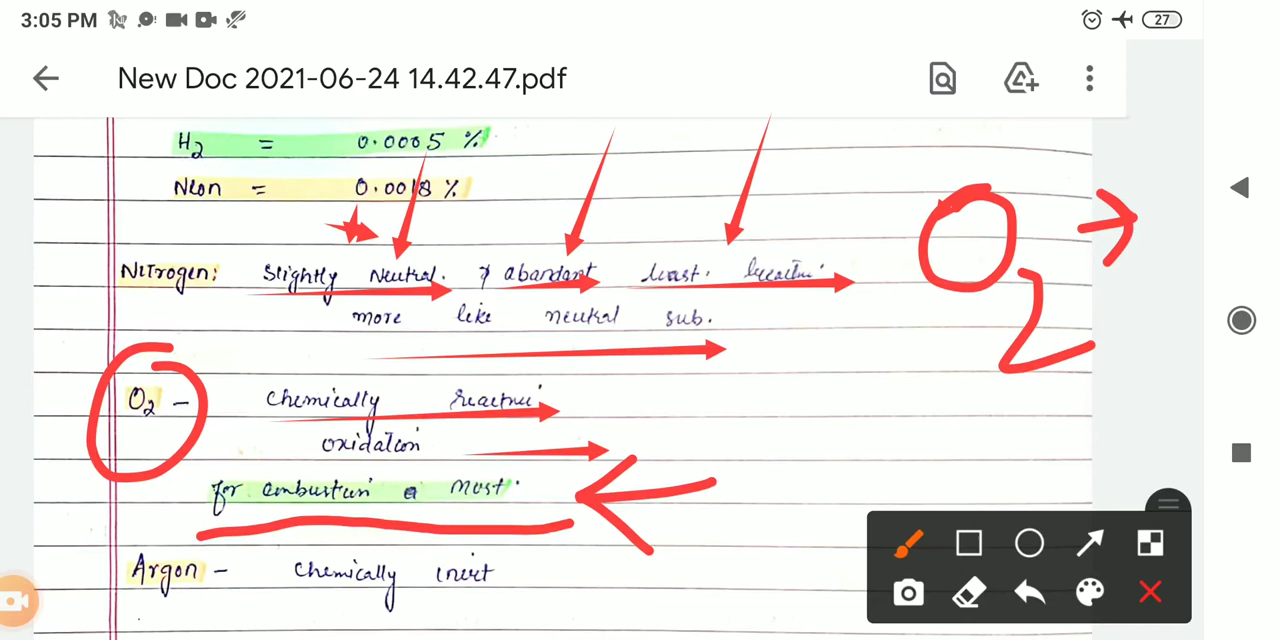 3:05 PM 27
New Doc 2021-06-24 14.42.47.pdf
H2 = 0.0005 %
Neon = 0.0018 %
Nitrogen: Slightly Neutral. & abandant least. reactive
more like neutral sub.
O2
O2 - Chemically reactive
oxidation
for combustion a most.
Argon - Chemically inert